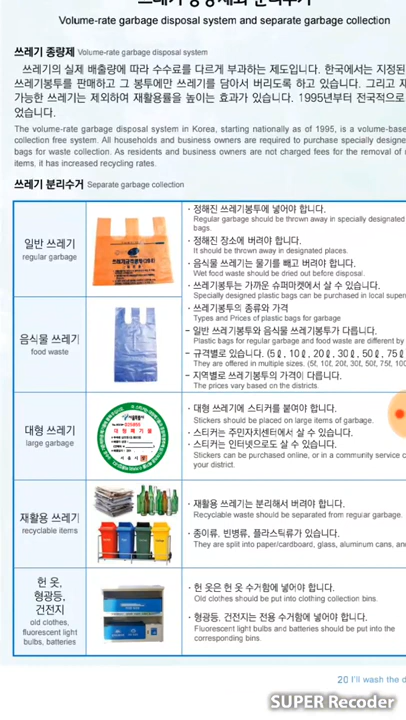 Volume-rate garbage disposal system and separate garbage collection
쓰레기 종량제 Volume-rate garbage disposal system
쓰레기의 실제 배출량에 따라 수수료를 다르게 부과하는 제도입니다. 한국에서는 지정된
쓰레기봉투를 판매하고 그 봉투에만 쓰레기를 담아서 버리도록 하고 있습니다. 그리고 재
가능한 쓰레기는 제외하여 재활용률을 높이는 효과가 있습니다. 1995년부터 전국적으로
었습니다.
The volume-rate garbage disposal system in Korea, starting nationally as of 1995, is a volume-base
collection free system. All households and business owners are required to purchase specially designe
bags for waste collection. As residents and business owners are not charged fees for the removal of
items, it has increased recycling rates.
쓰레기 분리수거 Separate garbage collection
일반 쓰레기
regular garbage
· 정해진 쓰레기봉투에 넣어야 합니다.
Regular garbage should be thrown away in specially designated
bags.
· 정해진 장소에 버려야 합니다.
It should be thrown away in designated places.
· 음식물 쓰레기는 물기를 빼고 버려야 합니다.
Wet food waste should be dried out before disposal.
· 쓰레기봉투는 가까운 슈퍼마켓에서 살 수 있습니다.
Specially designed plastic bags can be purchased in local super
음식물 쓰레기
food waste
· 쓰레기봉투의 종류와 가격
Types and Prices of plastic bags for garbage
- 일반 쓰레기봉투와 음식물 쓰레기봉투가 다릅니다.
Plastic bags for regular garbage and food waste are different by
- 규격별로 있습니다. (5ℓ, 10ℓ, 20ℓ, 30ℓ, 50ℓ, 75ℓ
They are offered in multiple sizes. (5ℓ, 10ℓ, 20ℓ, 30ℓ, 50ℓ, 75ℓ, 100
- 지역별로 쓰레기봉투의 가격이 다릅니다.
The prices vary based on the districts.
대형 쓰레기
large garbage
서울특별시
· 대형 쓰레기에 스티커를 붙여야 합니다.
Stickers should be placed on large items of garbage.
· 스티커는 주민자치센터에서 살 수 있습니다.
· 스티커는 인터넷으로도 살 수 있습니다.
Stickers can be purchased online, or in a community service c
your district.
재활용 쓰레기
recyclable items
· 재활용 쓰레기는 분리해서 버려야 합니다.
Recyclable waste should be separated from regular garbage.
· 종이류, 빈병류, 플라스틱류가 있습니다.
They are split into paper/cardboard, glass, aluminum cans, and
헌 옷,
형광등,
건전지
old clothes,
fluorescent light
bulbs, batteries
· 헌 옷은 헌 옷 수거함에 넣어야 합니다.
Old clothes should be put into clothing collection bins.
· 형광등, 건전지는 전용 수거함에 넣어야 합니다.
Fluorescent light bulbs and batteries should be put into the
corresponding bins.
20 I'll wash the d
SUPER Recoder